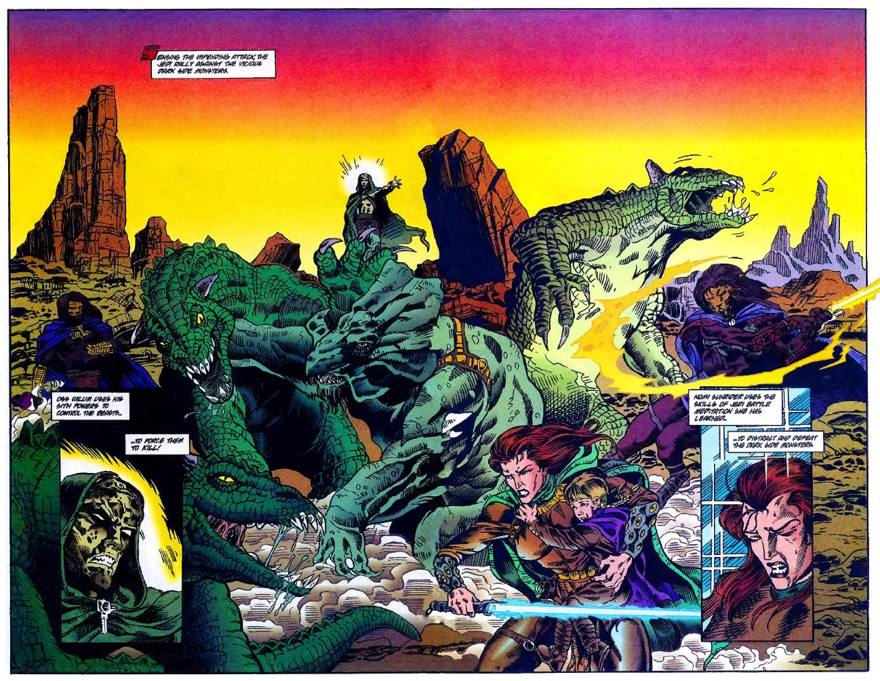 SENSING THE IMPENDING ATTACK, THE
JEDI RALLY AGAINST THE VICIOUS
DARK SIDE MONSTERS.
OSS WILUM USES HIS
SITH POWERS TO
CONTROL THE BEASTS...
...TO FORCE THEM
TO KILL!
NOMI SUNRIDER USES THE
SKILLS OF JEDI BATTLE
MEDITATION SHE HAS
LEARNED.
...TO DISTRACT AND DEFEAT
THE DARK SIDE MONSTERS.